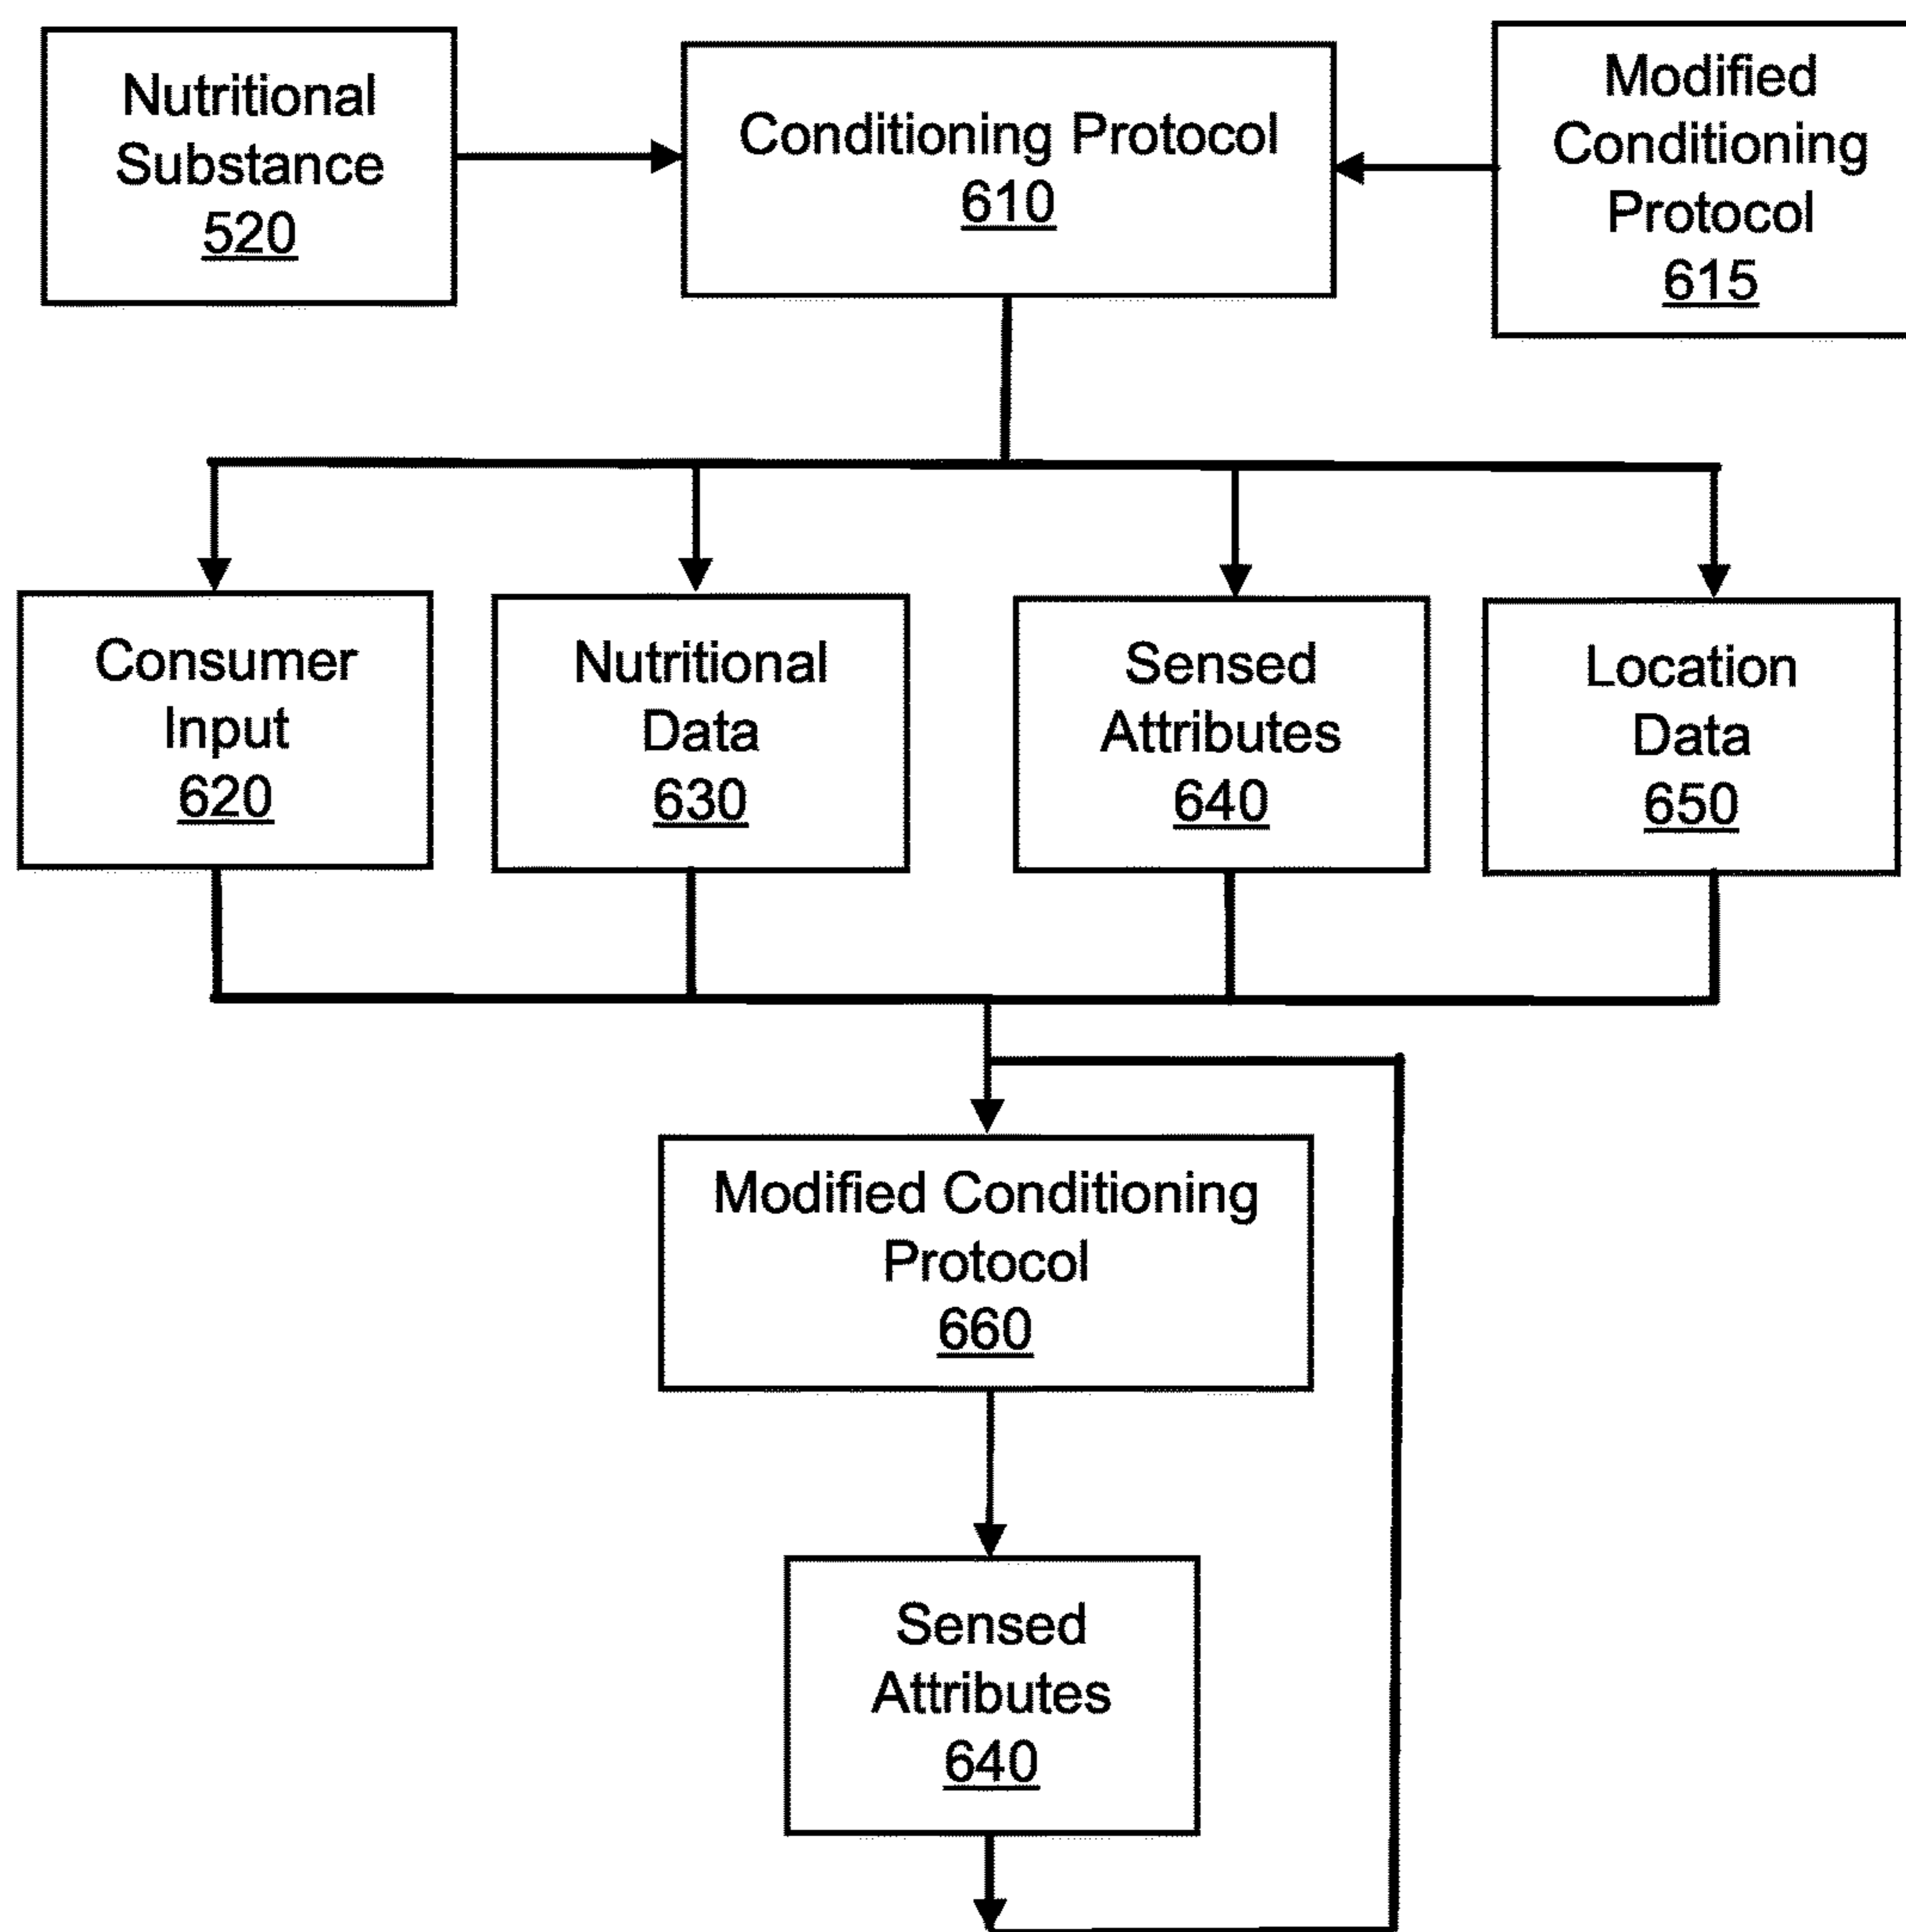 Nutritional
Substance
520
Conditioning Protocol
610
Modified
Conditioning
Protocol
615
Consumer
Input
620
Nutritional
Data
630
Sensed
Attributes
640
Location
Data
650
Modified Conditioning
Protocol
660
Sensed
Attributes
640